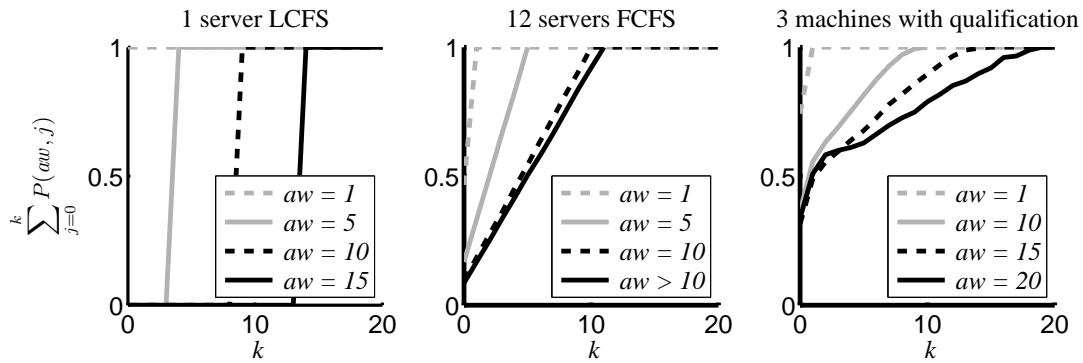 1 server LCFS
1
0.5
0
0
10
20
k
\sum_{j=0}^{k} P(aw, j)
aw = 1
aw = 5
aw = 10
aw = 15
12 servers FCFS
1
0.5
0
0
10
20
k
aw = 1
aw = 5
aw = 10
aw > 10
3 machines with qualification
1
0.5
0
0
10
20
k
aw = 1
aw = 10
aw = 15
aw = 20